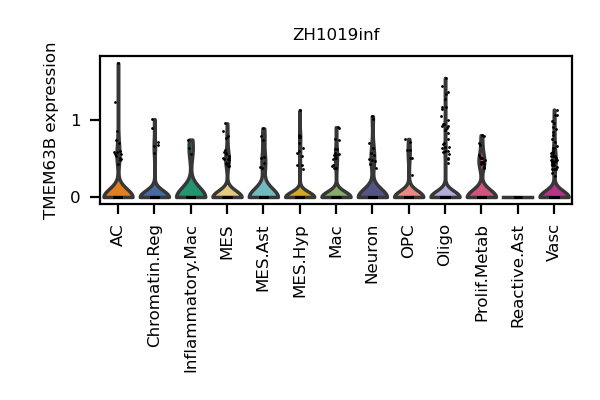 ZH1019inf
TMEM63B expression
1
0
AC
Chromatin.Reg
Inflammatory.Mac
MES
MES.Ast
MES.Hyp
Mac
Neuron
OPC
Oligo
Prolif.Metab
Reactive.Ast
Vasc